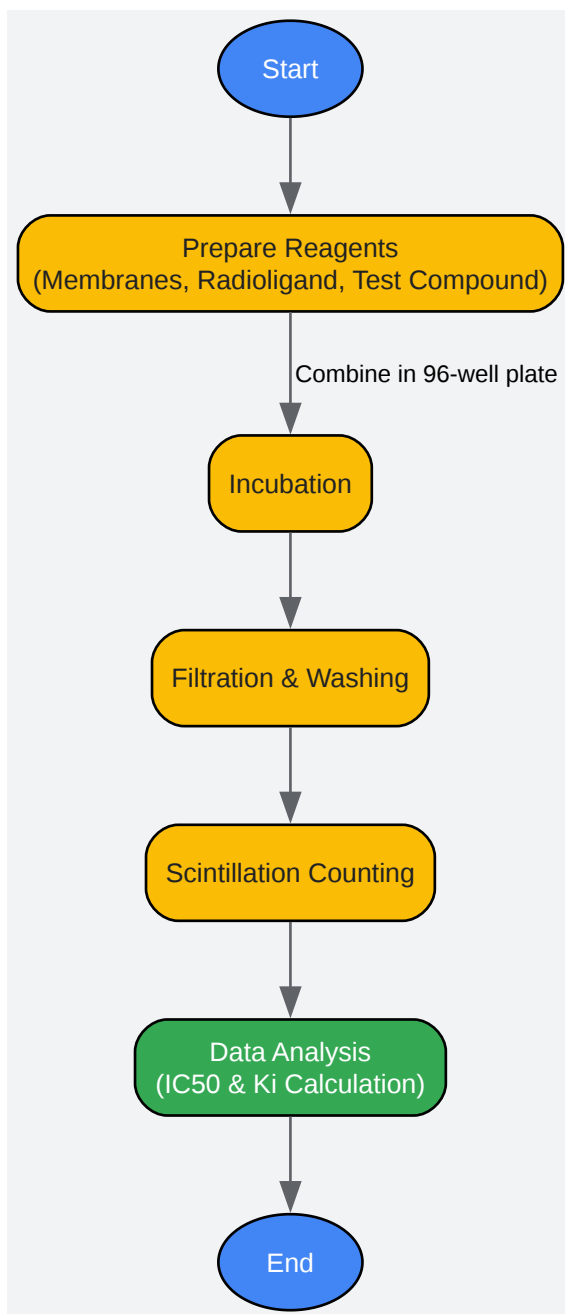 Start
Prepare Reagents
(Membranes, Radioligand, Test Compound)
Combine in 96-well plate
Incubation
Filtration & Washing
Scintillation Counting
Data Analysis
(IC50 & Ki Calculation)
End